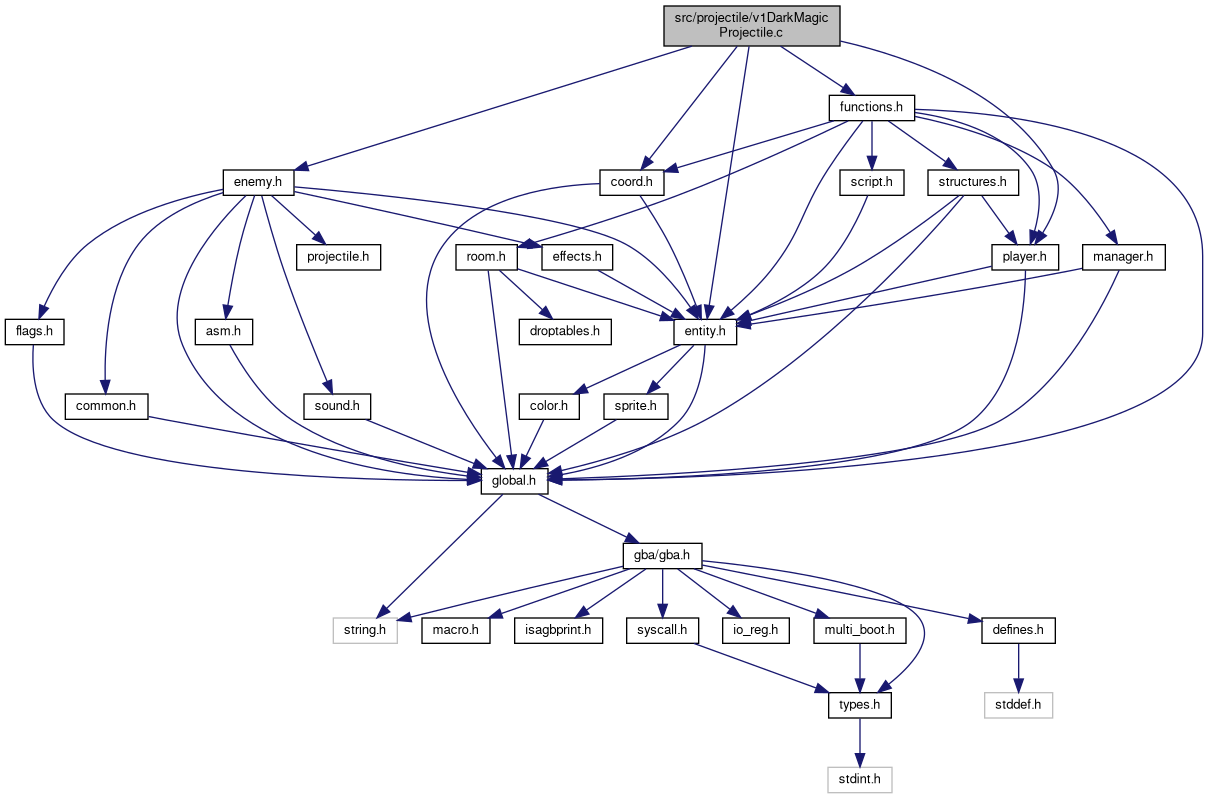 src/projectile/v1DarkMagic
Projectile.c
functions.h
enemy.h
coord.h
script.h
structures.h
projectile.h
room.h
effects.h
player.h
manager.h
flags.h
asm.h
droptables.h
entity.h
common.h
sound.h
color.h
sprite.h
global.h
gba/gba.h
string.h
macro.h
isagbprint.h
syscall.h
io_reg.h
multi_boot.h
defines.h
types.h
stddef.h
stdint.h